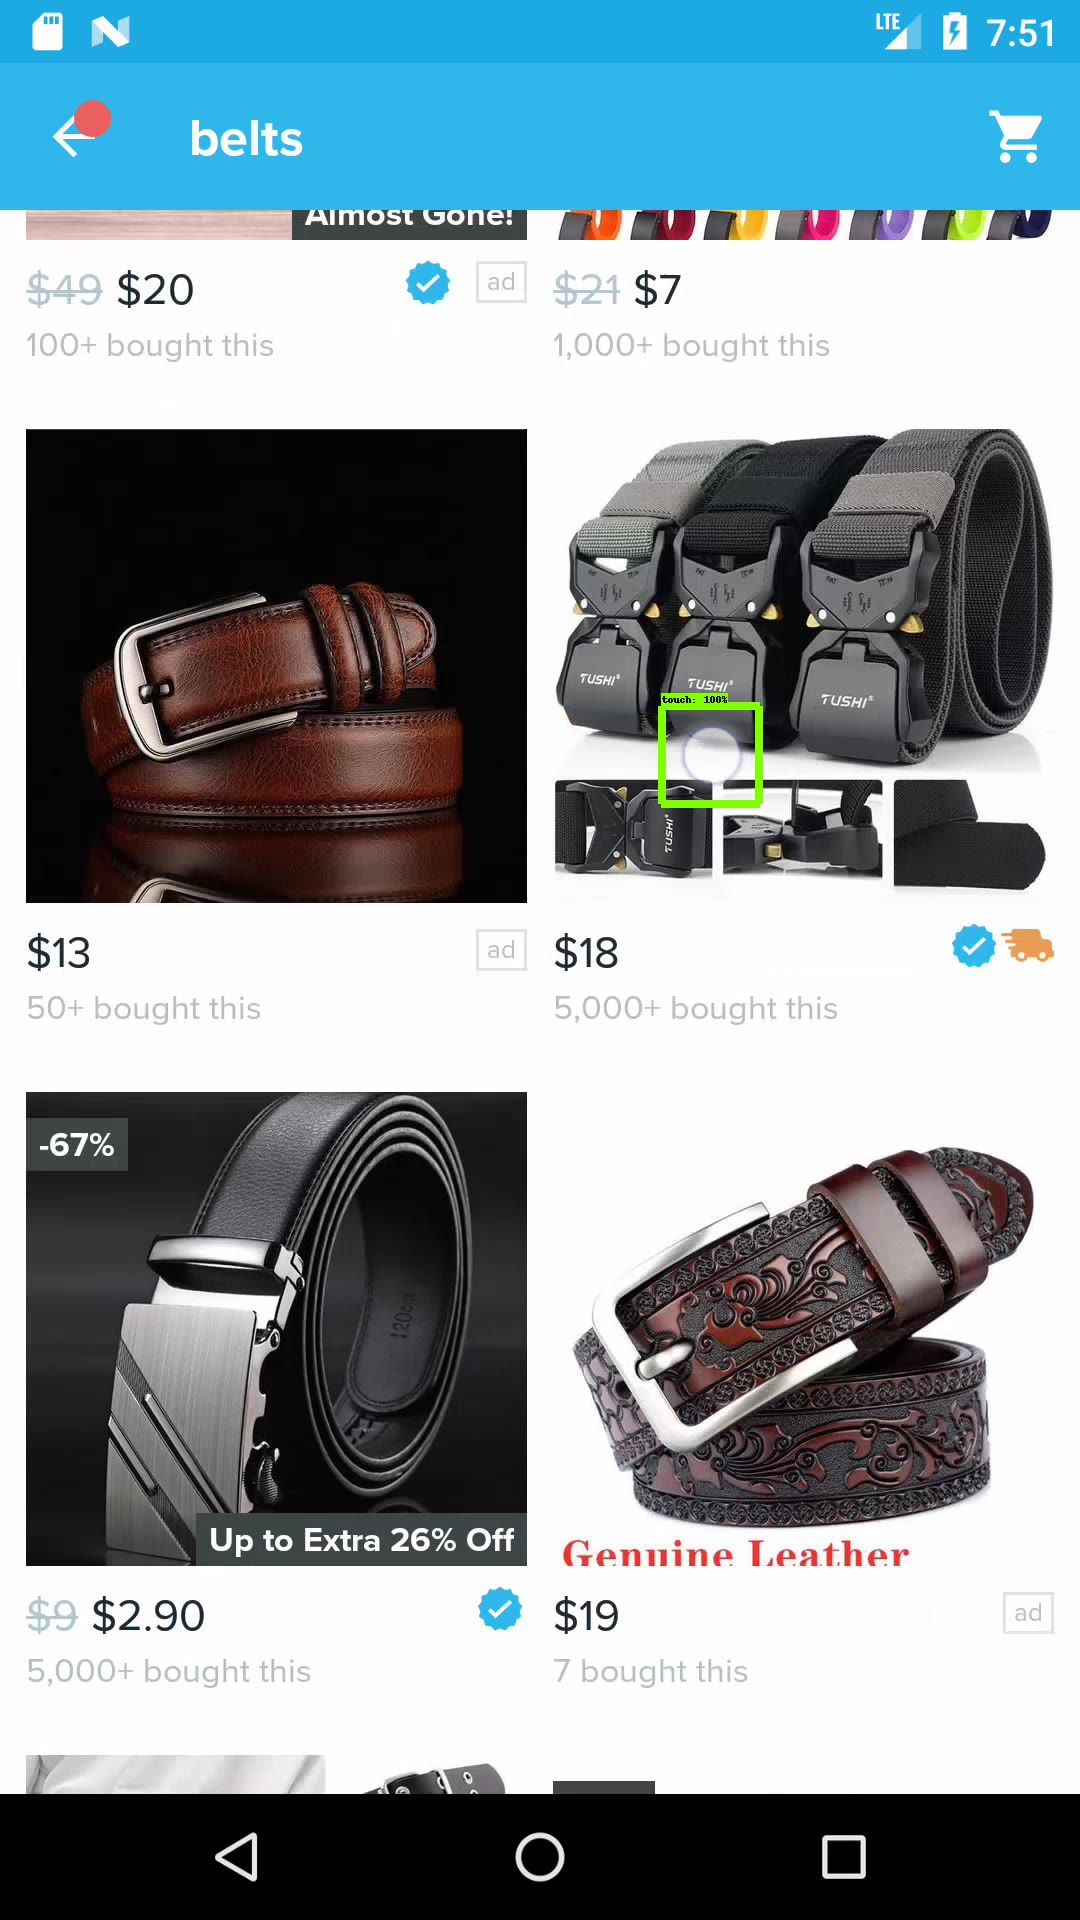 LTE 7:51
belts
Almost Gone!
$49 $20 ad
100+ bought this
$21 $7
1,000+ bought this
TUSHI
TUSHI
TUSHI
touch: 100%
TUSHI
$13 ad
50+ bought this
$18
5,000+ bought this
-67%
120cm
Up to Extra 26% Off
$9 $2.90
5,000+ bought this
Genuine Leather
$19 ad
7 bought this